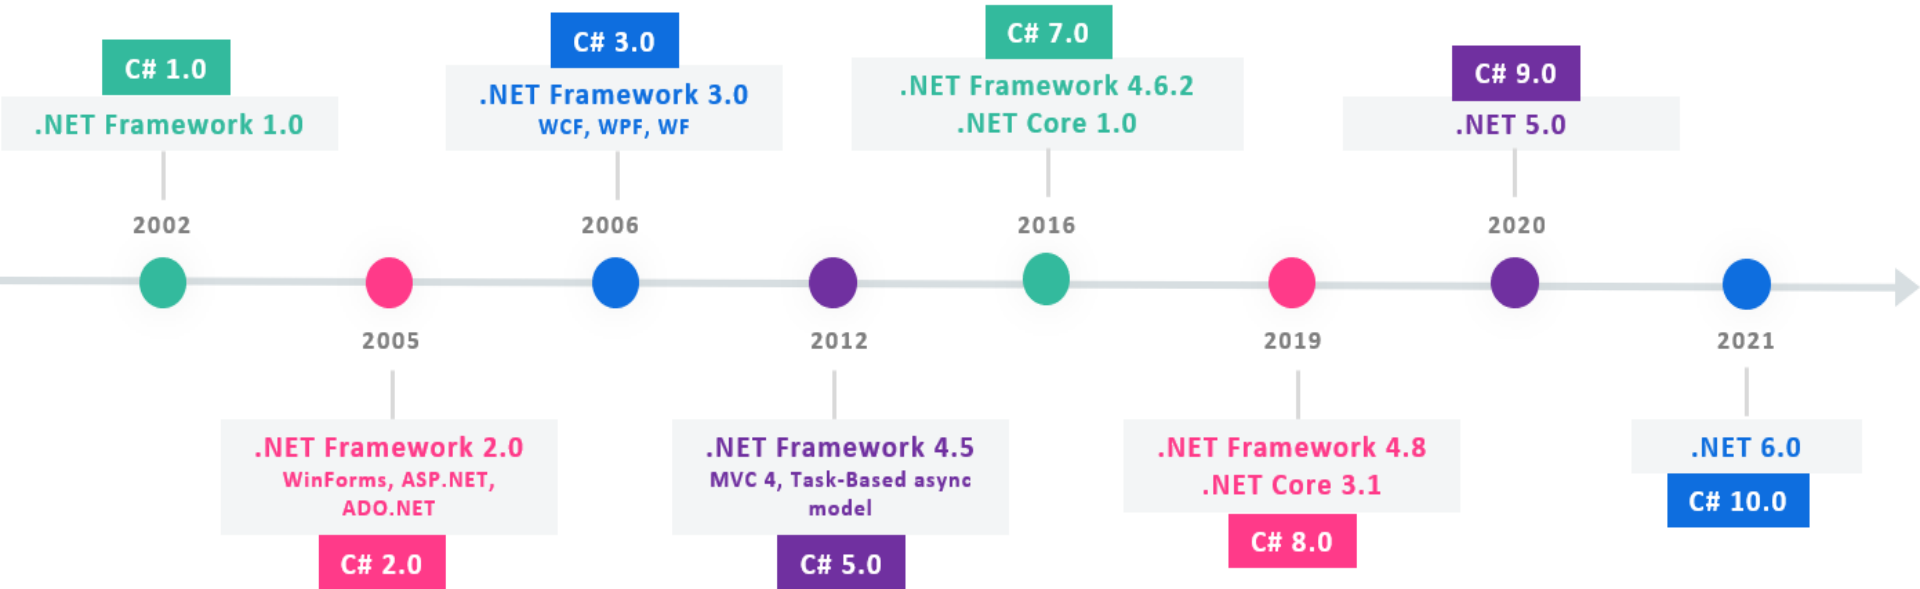 C# 1.0
.NET Framework 1.0
2002
C# 3.0
.NET Framework 3.0
WCF, WPF, WF
2006
C# 7.0
.NET Framework 4.6.2
.NET Core 1.0
2016
C# 9.0
.NET 5.0
2020
2005
.NET Framework 2.0
WinForms, ASP.NET,
ADO.NET
C# 2.0
2012
.NET Framework 4.5
MVC 4, Task-Based async
model
C# 5.0
2019
.NET Framework 4.8
.NET Core 3.1
C# 8.0
2021
.NET 6.0
C# 10.0